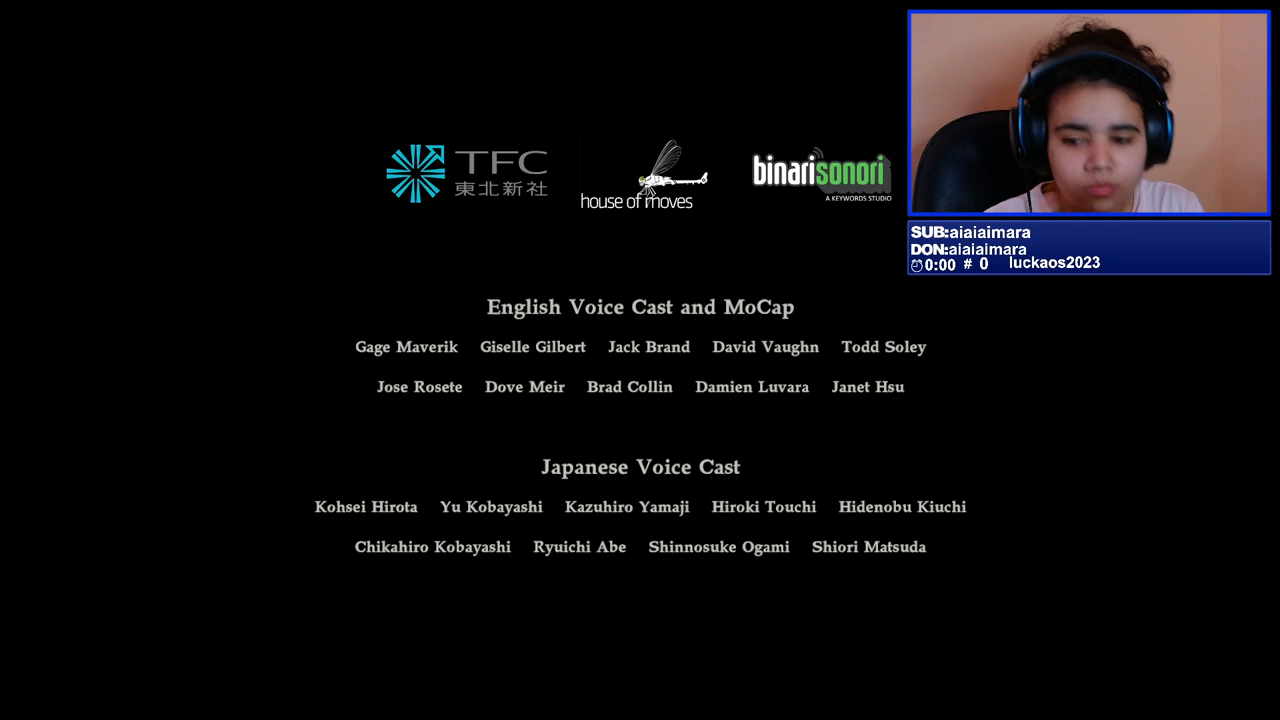 TFC
東北新社
house of moves
binarisonori
A KEYWORDS STUDIO
SUB:aiaiaimara
DON:aiaiaimara
0:00 # 0 luckaos2023
English Voice Cast and MoCap
Gage Maverik Giselle Gilbert Jack Brand David Vaughn Todd Soley
Jose Rosete Dove Meir Brad Collin Damien Luvara Janet Hsu
Japanese Voice Cast
Kohsei Hirota Yu Kobayashi Kazuhiro Yamaji Hiroki Touchi Hidenobu Kiuchi
Chikahiro Kobayashi Ryuichi Abe Shinnosuke Ogami Shiori Matsuda